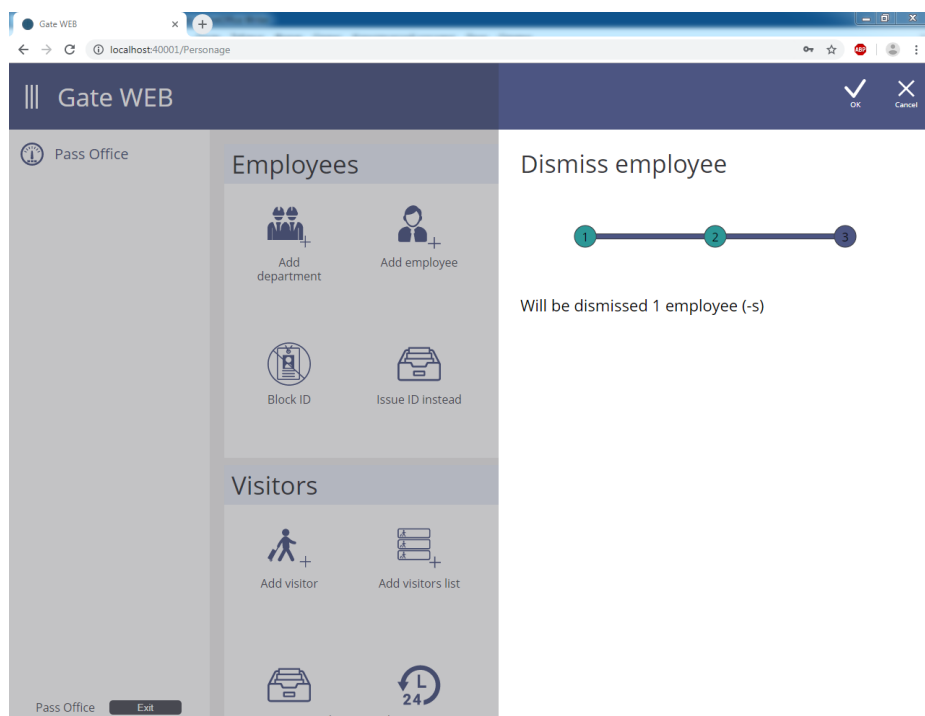 Gate WEB
localhost:40001/Personage
ABP
Gate WEB
OK
Cancel
Pass Office
Employees
Add
department
Add employee
Block ID
Issue ID instead
Visitors
Add visitor
Add visitors list
24
Pass Office
Exit
Dismiss employee
1
2
3
Will be dismissed 1 employee (-s)